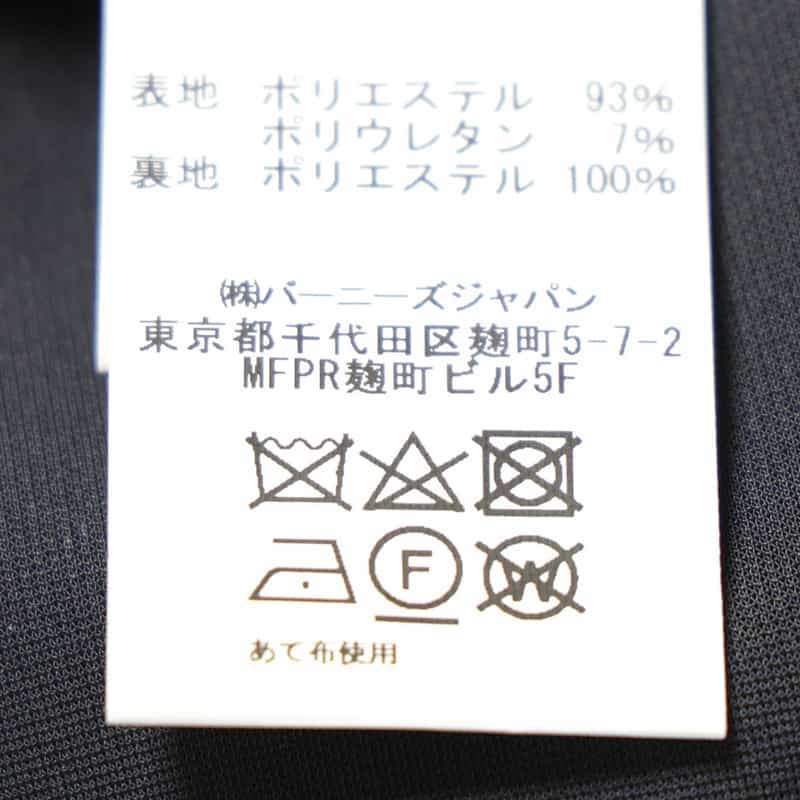 表地 ポリエステル 93%
ポリウレタン 7%
裏地 ポリエステル 100%
㈱バーニーズジャパン
東京都千代田区麹町5-7-2
MFPR麹町ビル5F
F
W
あて布使用